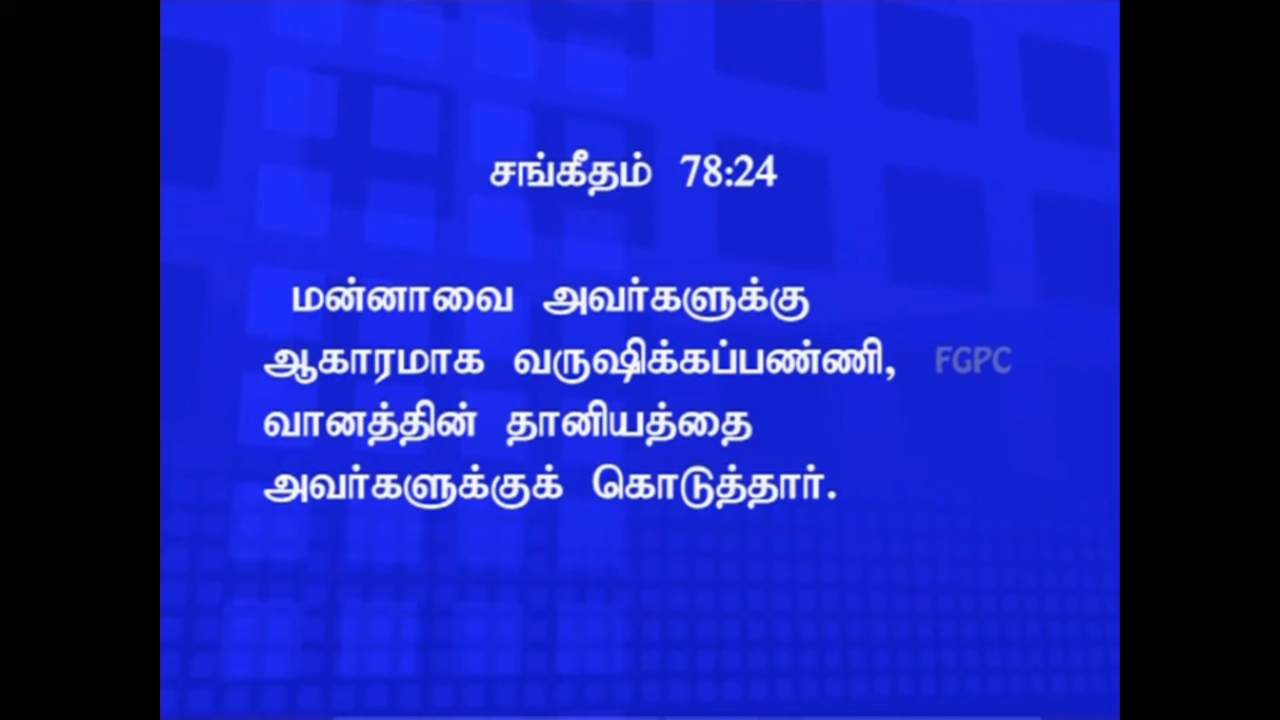 சங்கீதம் 78:24
மன்னாவை அவர்களுக்கு
ஆகாரமாக வருஷிக்கப்பண்ணி,
FGPC
வானத்தின் தானியத்தை
அவர்களுக்குக் கொடுத்தார்.